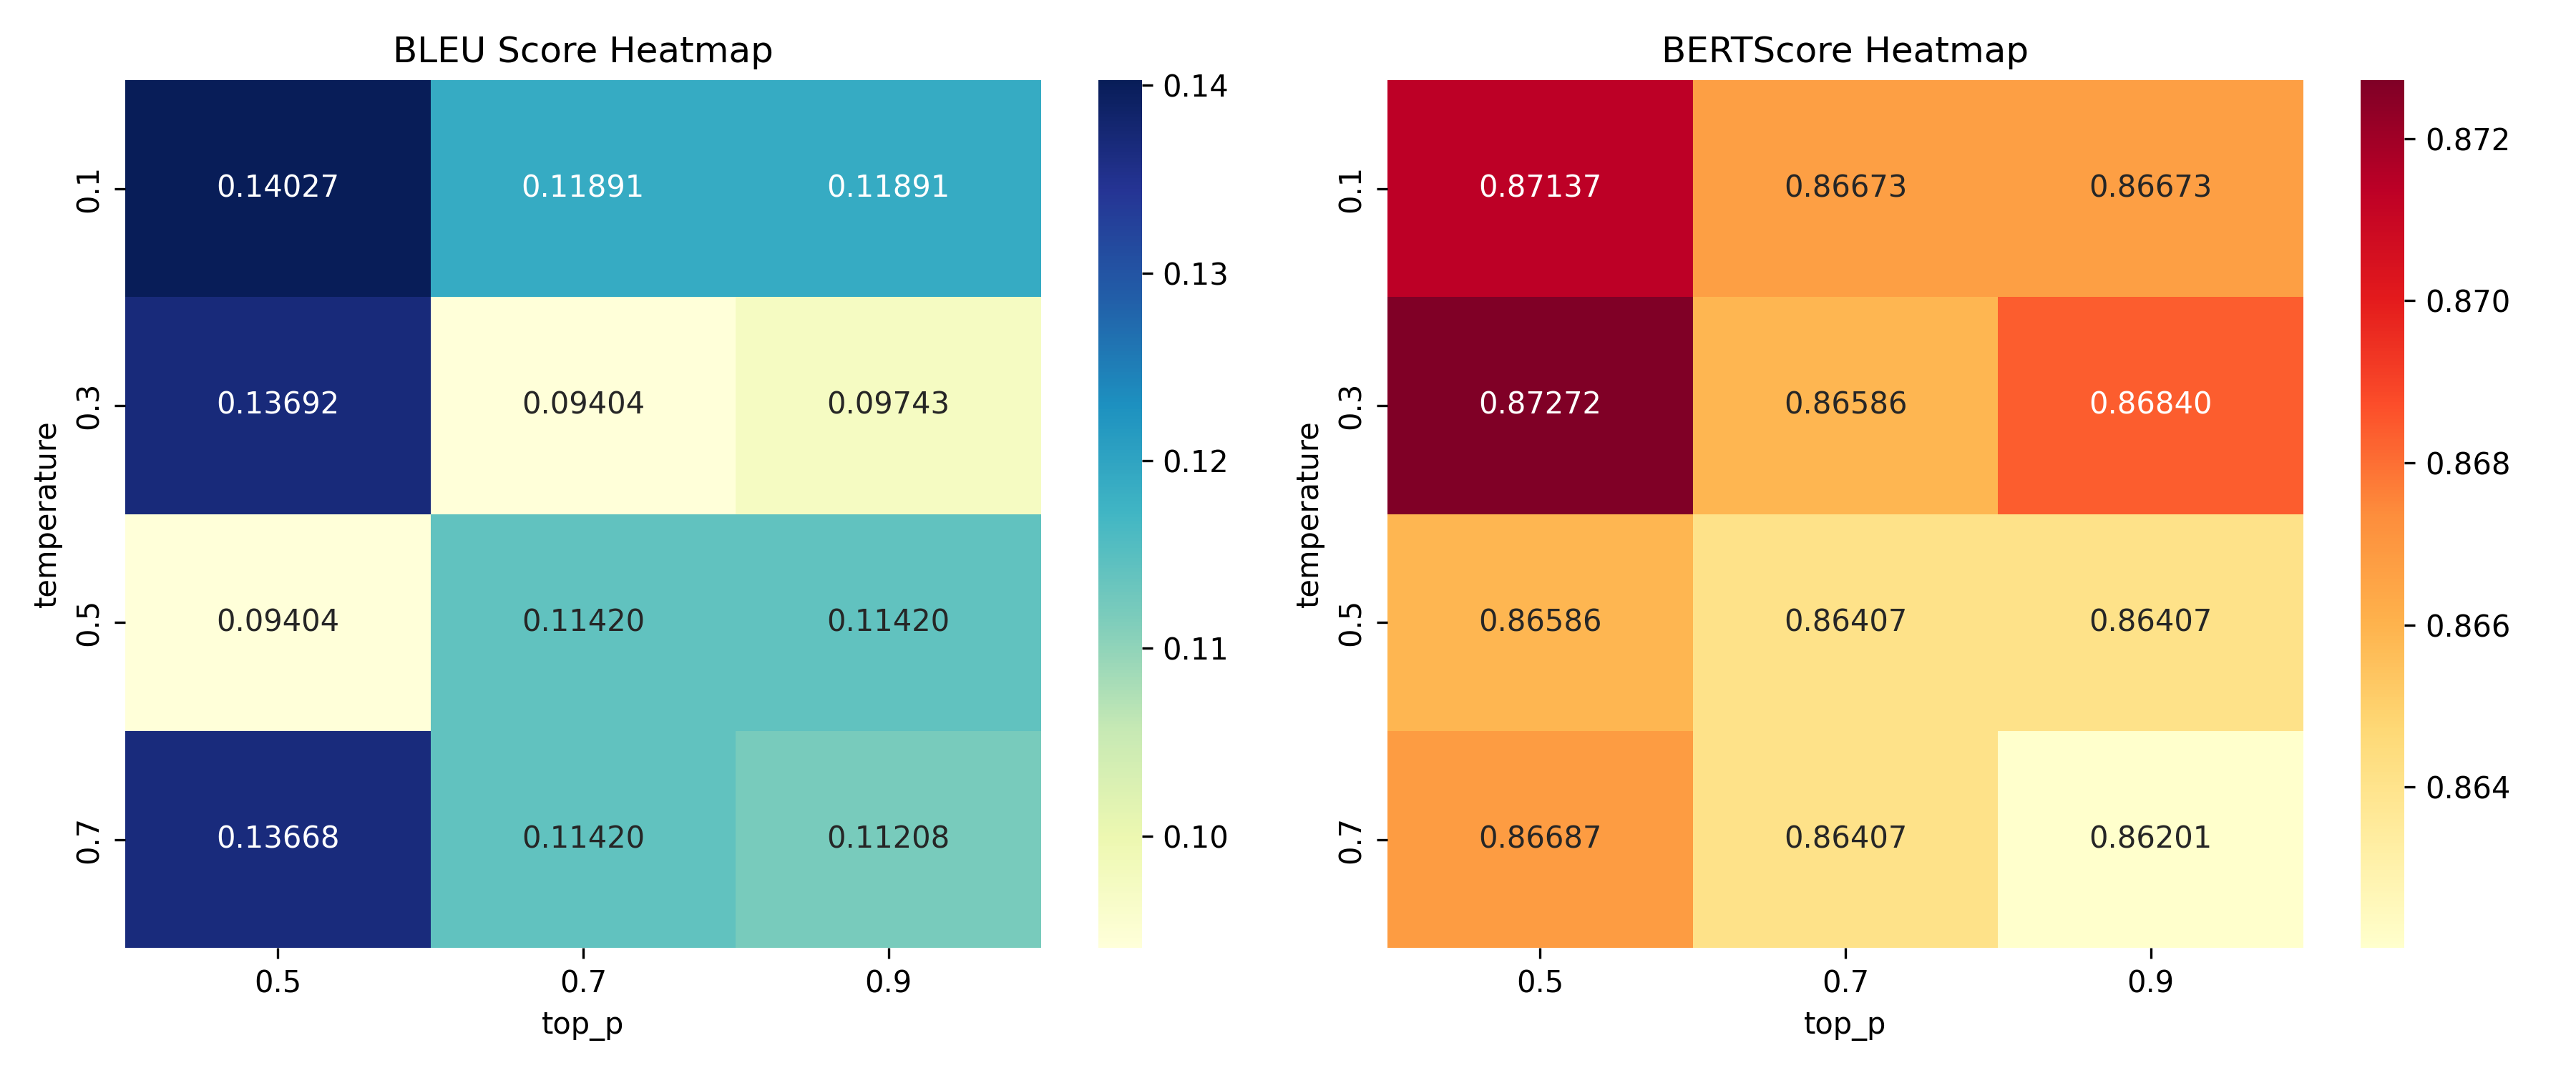 BLEU Score Heatmap
temperature
0.1
0.14027 0.11891 0.11891
0.3
0.13692 0.09404 0.09743
0.5
0.09404 0.11420 0.11420
0.7
0.13668 0.11420 0.11208
0.5 0.7 0.9
top_p
0.14
0.13
0.12
0.11
0.10
BERTScore Heatmap
temperature
0.1
0.87137 0.86673 0.86673
0.3
0.87272 0.86586 0.86840
0.5
0.86586 0.86407 0.86407
0.7
0.86687 0.86407 0.86201
0.5 0.7 0.9
top_p
0.872
0.870
0.868
0.866
0.864